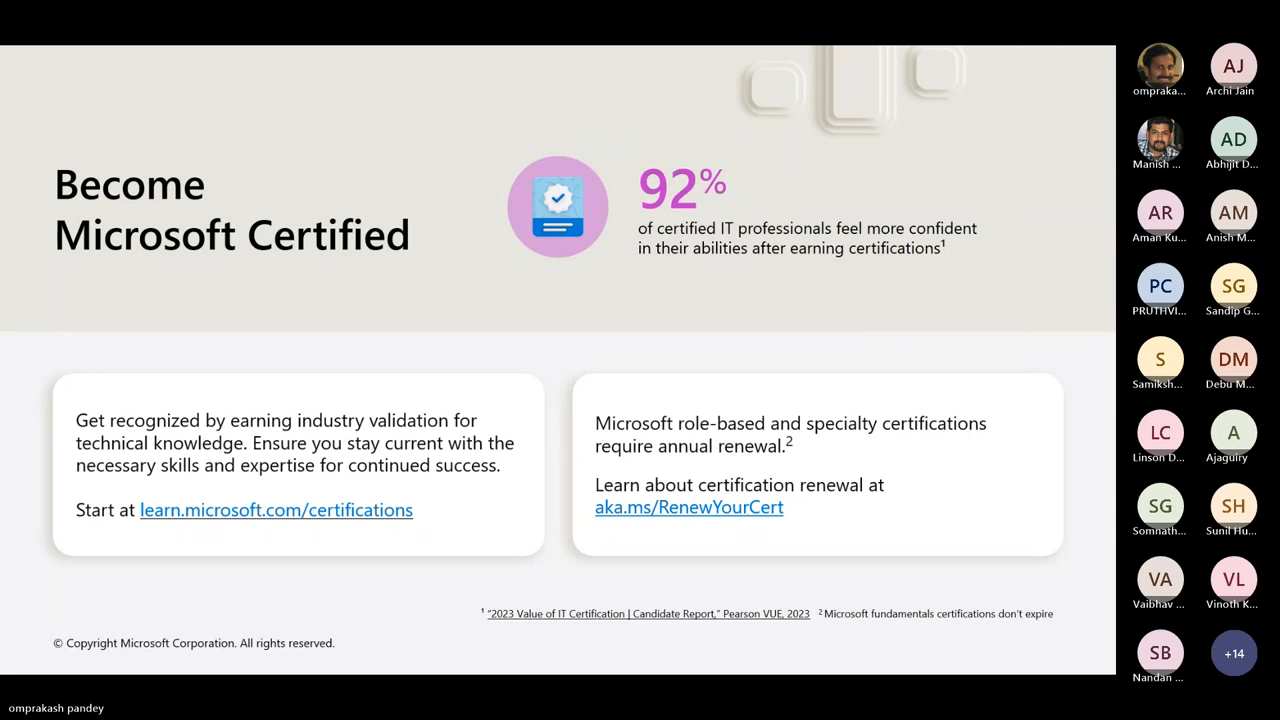 Become
Microsoft Certified
92%
of certified IT professionals feel more confident
in their abilities after earning certifications¹
Get recognized by earning industry validation for
technical knowledge. Ensure you stay current with the
necessary skills and expertise for continued success.
Start at learn.microsoft.com/certifications
Microsoft role-based and specialty certifications
require annual renewal.²
Learn about certification renewal at
aka.ms/RenewYourCert
¹ "2023 Value of IT Certification | Candidate Report," Pearson VUE, 2023 ² Microsoft fundamentals certifications don't expire
© Copyright Microsoft Corporation. All rights reserved.
omprakash pandey
ompraka...
AJ
Archi Jain
Manish ...
AD
Abhijit D...
AR
Aman Ku...
AM
Anish M...
PC
PRUTHVI...
SG
Sandip G...
S
Samiksh...
DM
Debu M...
LC
Linson D...
A
Ajaguiry
SG
Somnath...
SH
Sunil Hu...
VA
Vaibhav ...
VL
Vinoth K...
SB
Nandan ...
+14